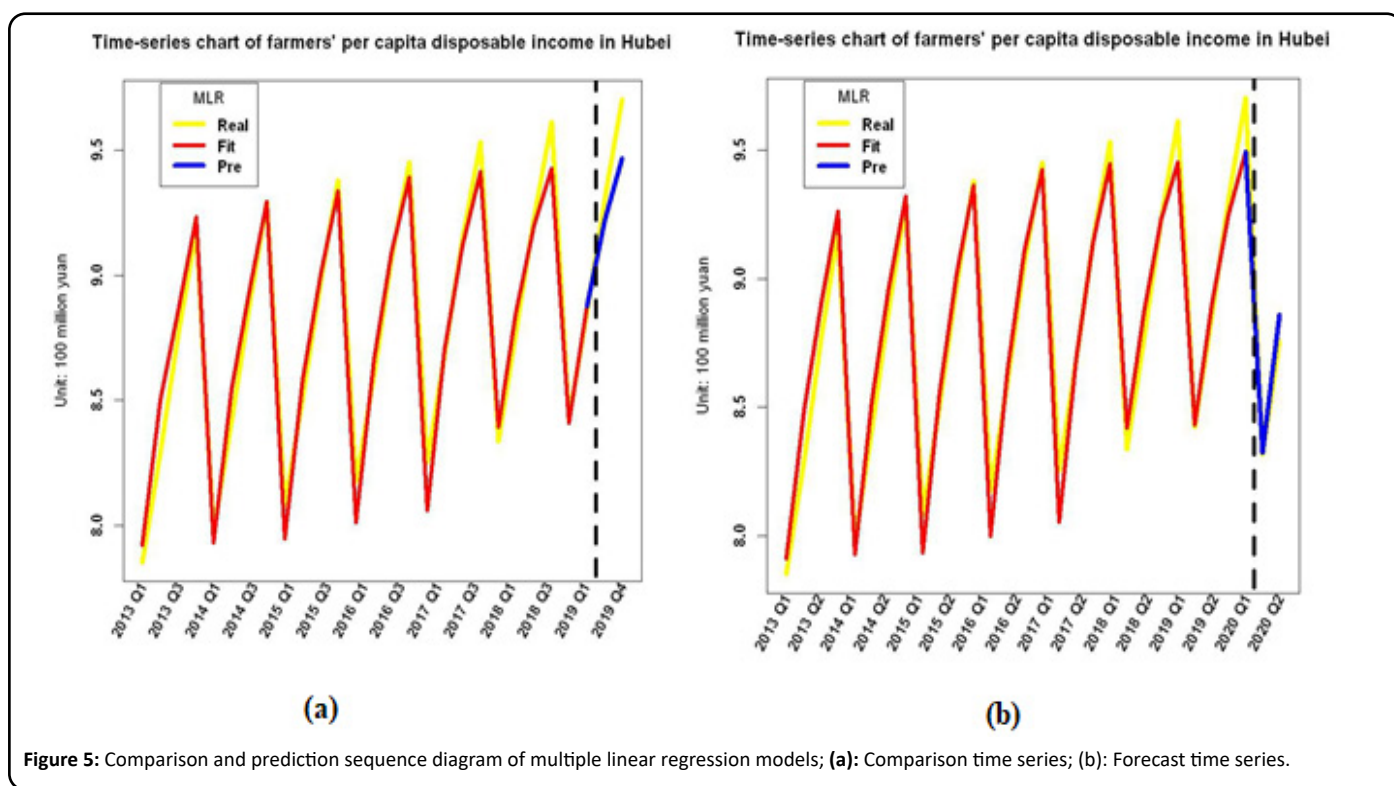 Time-series chart of farmers' per capita disposable income in Hubei
MLR
Real
Fit
Pre
Unit: 100 million yuan
9.5
9.0
8.5
8.0
2013 Q1
2013 Q3
2014 Q1
2014 Q3
2015 Q1
2015 Q3
2016 Q1
2016 Q3
2017 Q1
2017 Q3
2018 Q1
2018 Q3
2019 Q1
2019 Q4
(a)
Time-series chart of farmers' per capita disposable income in Hubei
MLR
Real
Fit
Pre
Unit: 100 million yuan
9.5
9.0
8.5
8.0
2013 Q1
2013 Q2
2014 Q1
2014 Q2
2015 Q1
2015 Q2
2016 Q1
2016 Q2
2017 Q1
2017 Q2
2018 Q1
2018 Q2
2019 Q1
2019 Q2
2020 Q1
2020 Q2
(b)
Figure 5: Comparison and prediction sequence diagram of multiple linear regression models; (a): Comparison time series; (b): Forecast time series.